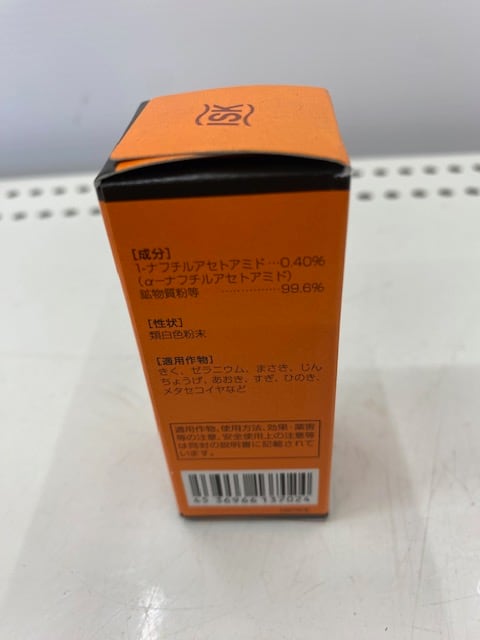 ISK
[成分]
1-ナフチルアセトアミド…0.40%
(α-ナフチルアセトアミド)
鉱物質粉等 ……………99.6%
[性状]
類白色粉末
[適用作物]
きく、ゼラニウム、まさき、じん
ちょうげ、あおき、すぎ、ひのき、
メタセコイヤなど
適用作物、使用方法、効果・薬害
等の注意、安全使用上の注意等
は同封の説明書に記載されて
います。
45 36966 137024